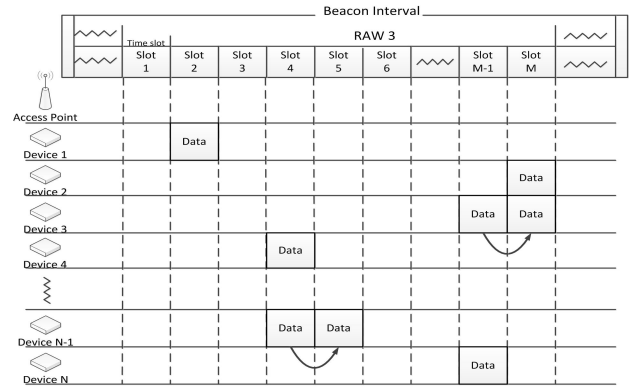 Beacon Interval
RAW 3
Time slot
Slot 1
Slot 2
Slot 3
Slot 4
Slot 5
Slot 6
Slot M-1
Slot M
Access Point
Device 1
Data
Device 2
Data
Device 3
Data
Data
Device 4
Data
Device N-1
Data
Data
Device N
Data